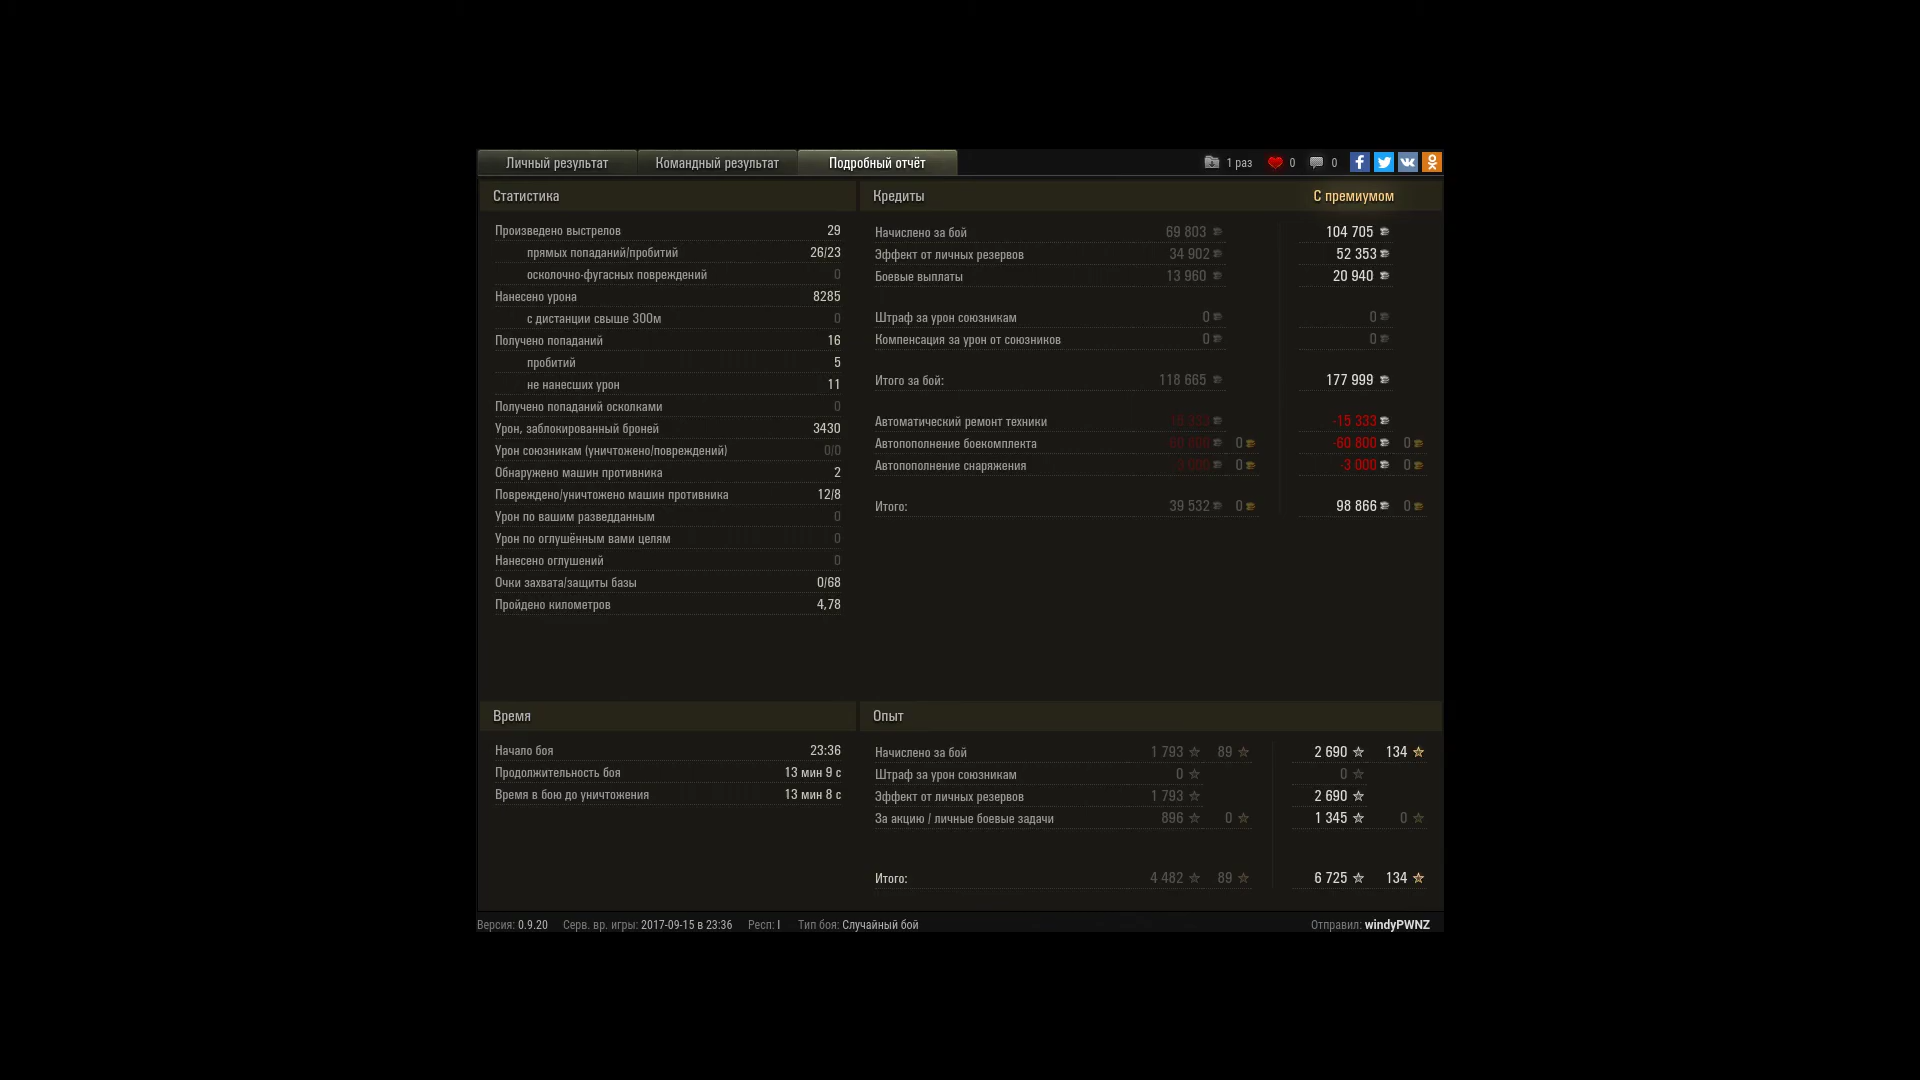 Личный результат Командный результат Подробный отчёт 1 раз 0 0
Статистика
Произведено выстрелов 29
прямых попаданий/пробитий 26/23
осколочно-фугасных повреждений 0
Нанесено урона 8285
с дистанции свыше 300м 0
Получено попаданий 16
пробитий 5
не нанесших урон 11
Получено попаданий осколками 0
Урон, заблокированный броней 3430
Урон союзникам (уничтожено/повреждений) 0/0
Обнаружено машин противника 2
Повреждено/уничтожено машин противника 12/8
Урон по вашим разведданным 0
Урон по оглушённым вами целям 0
Нанесено оглушений 0
Очки захвата/защиты базы 0/68
Пройдено километров 4,78
Кредиты С премиумом
Начислено за бой 69 803 104 705
Эффект от личных резервов 34 902 52 353
Боевые выплаты 13 960 20 940
Штраф за урон союзникам 0 0
Компенсация за урон от союзников 0 0
Итого за бой: 118 665 177 999
Автоматический ремонт техники -15 333
Автопополнение боекомплекта -60 800 0 -60 800 0
Автопополнение снаряжения -3 000 0 -3 000 0
Итого: 39 532 0 98 866 0
Время
Начало боя 23:36
Продолжительность боя 13 мин 9 с
Время в бою до уничтожения 13 мин 8 с
Опыт
Начислено за бой 1 793 89 2 690 134
Штраф за урон союзникам 0 0
Эффект от личных резервов 1 793 2 690
За акцию / личные боевые задачи 896 0 1 345 0
Итого: 4 482 89 6 725 134
Версия: 0.9.20 Серв. вр. игры: 2017-09-15 в 23:36 Респ: I Тип боя: Случайный бой Отправил: windyPWNZ